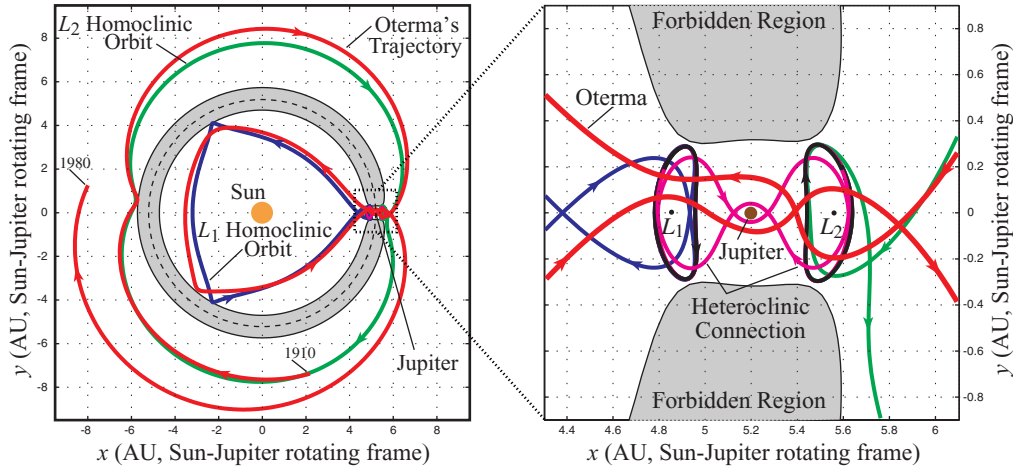 L2 Homoclinic
Orbit
Oterma's
Trajectory
1980
Sun
L1 Homoclinic
Orbit
1910
Jupiter
8
6
4
2
0
-2
-4
-6
-8
-8 -6 -4 -2 0 2 4 6 8
y (AU, Sun-Jupiter rotating frame)
x (AU, Sun-Jupiter rotating frame)
Forbidden Region
Oterma
L1
Jupiter
L2
Heteroclinic
Connection
Forbidden Region
0.8
0.6
0.4
0.2
0
-0.2
-0.4
-0.6
-0.8
4.4 4.6 4.8 5 5.2 5.4 5.6 5.8 6
y (AU, Sun-Jupiter rotating frame)
x (AU, Sun-Jupiter rotating frame)